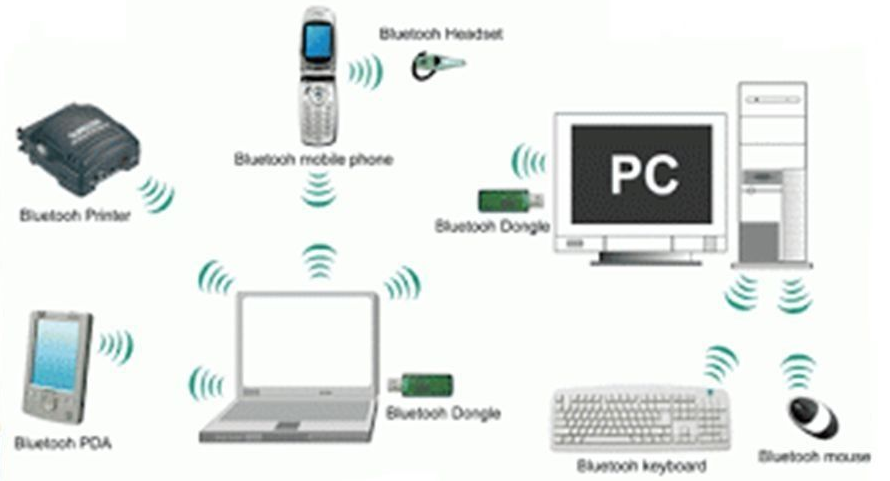 Bluetooh Headset
Bluetooh mobile phone
Bluetooh Printer
PC
Bluetooh Dongle
Bluetooh PDA
Bluetooh Dongle
Bluetooh keyboard
Bluetooh mouse